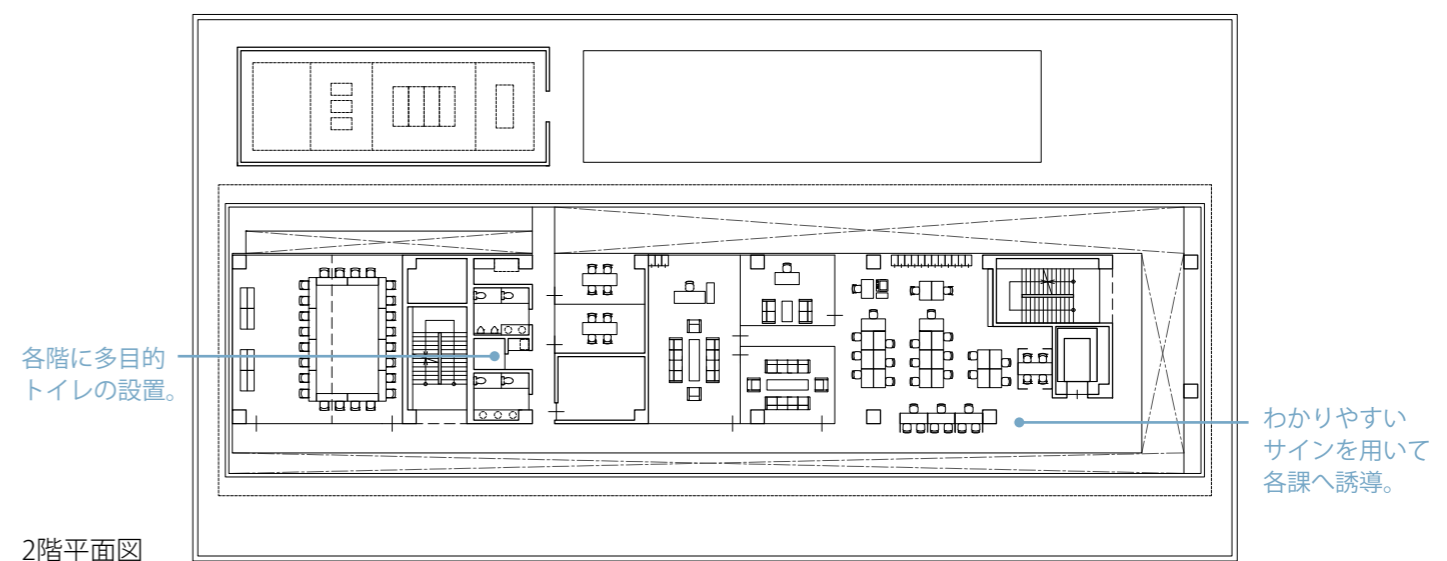 各階に多目的
トイレの設置。
わかりやすい
サインを用いて
各課へ誘導。
2階平面図